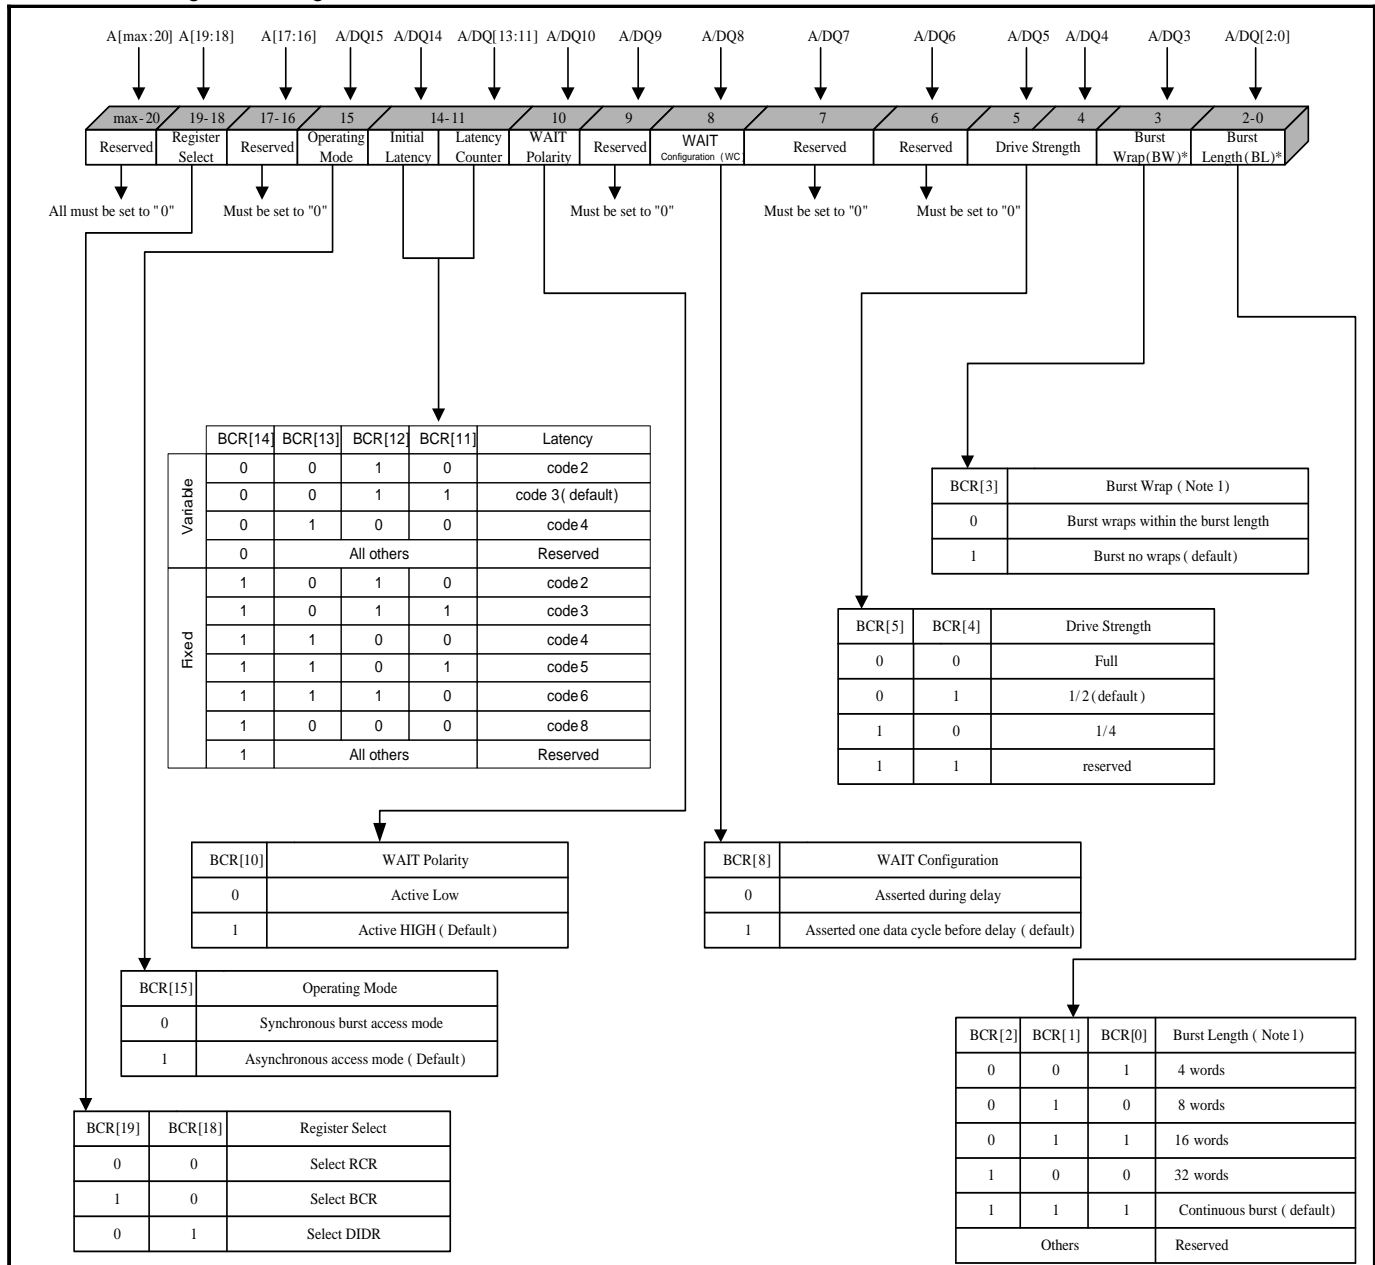 A[max:20] A[19:18] A[17:16] A/DQ15 A/DQ14 A/DQ[13:11] A/DQ10 A/DQ9 A/DQ8 A/DQ7 A/DQ6 A/DQ5 A/DQ4 A/DQ3 A/DQ[2:0]
max-20 19-18 17-16 15 14-11 10 9 8 7 6 5 4 3 2-0
Reserved Register Select Reserved Operating Mode Initial Latency Latency Counter WAIT Polarity Reserved WAIT Configuration (WC) Reserved Reserved Drive Strength Burst Wrap(BW)* Burst Length(BL)*
All must be set to "0" Must be set to "0" Must be set to "0" Must be set to "0" Must be set to "0"
BCR[14] BCR[13] BCR[12] BCR[11] Latency
Variable
0 0 1 0 code 2
0 0 1 1 code 3 (default)
0 1 0 0 code 4
0 All others Reserved
Fixed
1 0 1 0 code 2
1 0 1 1 code 3
1 1 0 0 code 4
1 1 0 1 code 5
1 1 1 0 code 6
1 0 0 0 code 8
1 All others Reserved
BCR[3] Burst Wrap (Note 1)
0 Burst wraps within the burst length
1 Burst no wraps (default)
BCR[5] BCR[4] Drive Strength
0 0 Full
0 1 1/2 (default)
1 0 1/4
1 1 reserved
BCR[10] WAIT Polarity
0 Active Low
1 Active HIGH (Default)
BCR[8] WAIT Configuration
0 Asserted during delay
1 Asserted one data cycle before delay (default)
BCR[15] Operating Mode
0 Synchronous burst access mode
1 Asynchronous access mode (Default)
BCR[2] BCR[1] BCR[0] Burst Length (Note 1)
0 0 1 4 words
0 1 0 8 words
0 1 1 16 words
1 0 0 32 words
1 1 1 Continuous burst (default)
Others Reserved
BCR[19] BCR[18] Register Select
0 0 Select RCR
1 0 Select BCR
0 1 Select DIDR